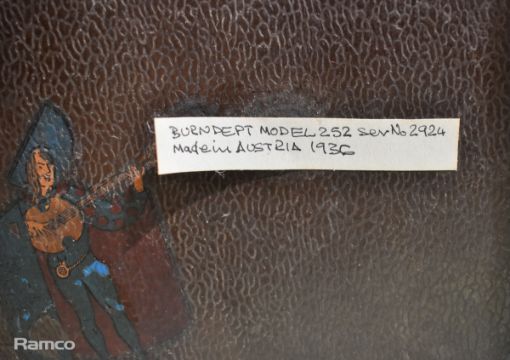 BURNDEPT MODEL 252 Ser No 2924
Made in AUSTRIA 1936
Ramco